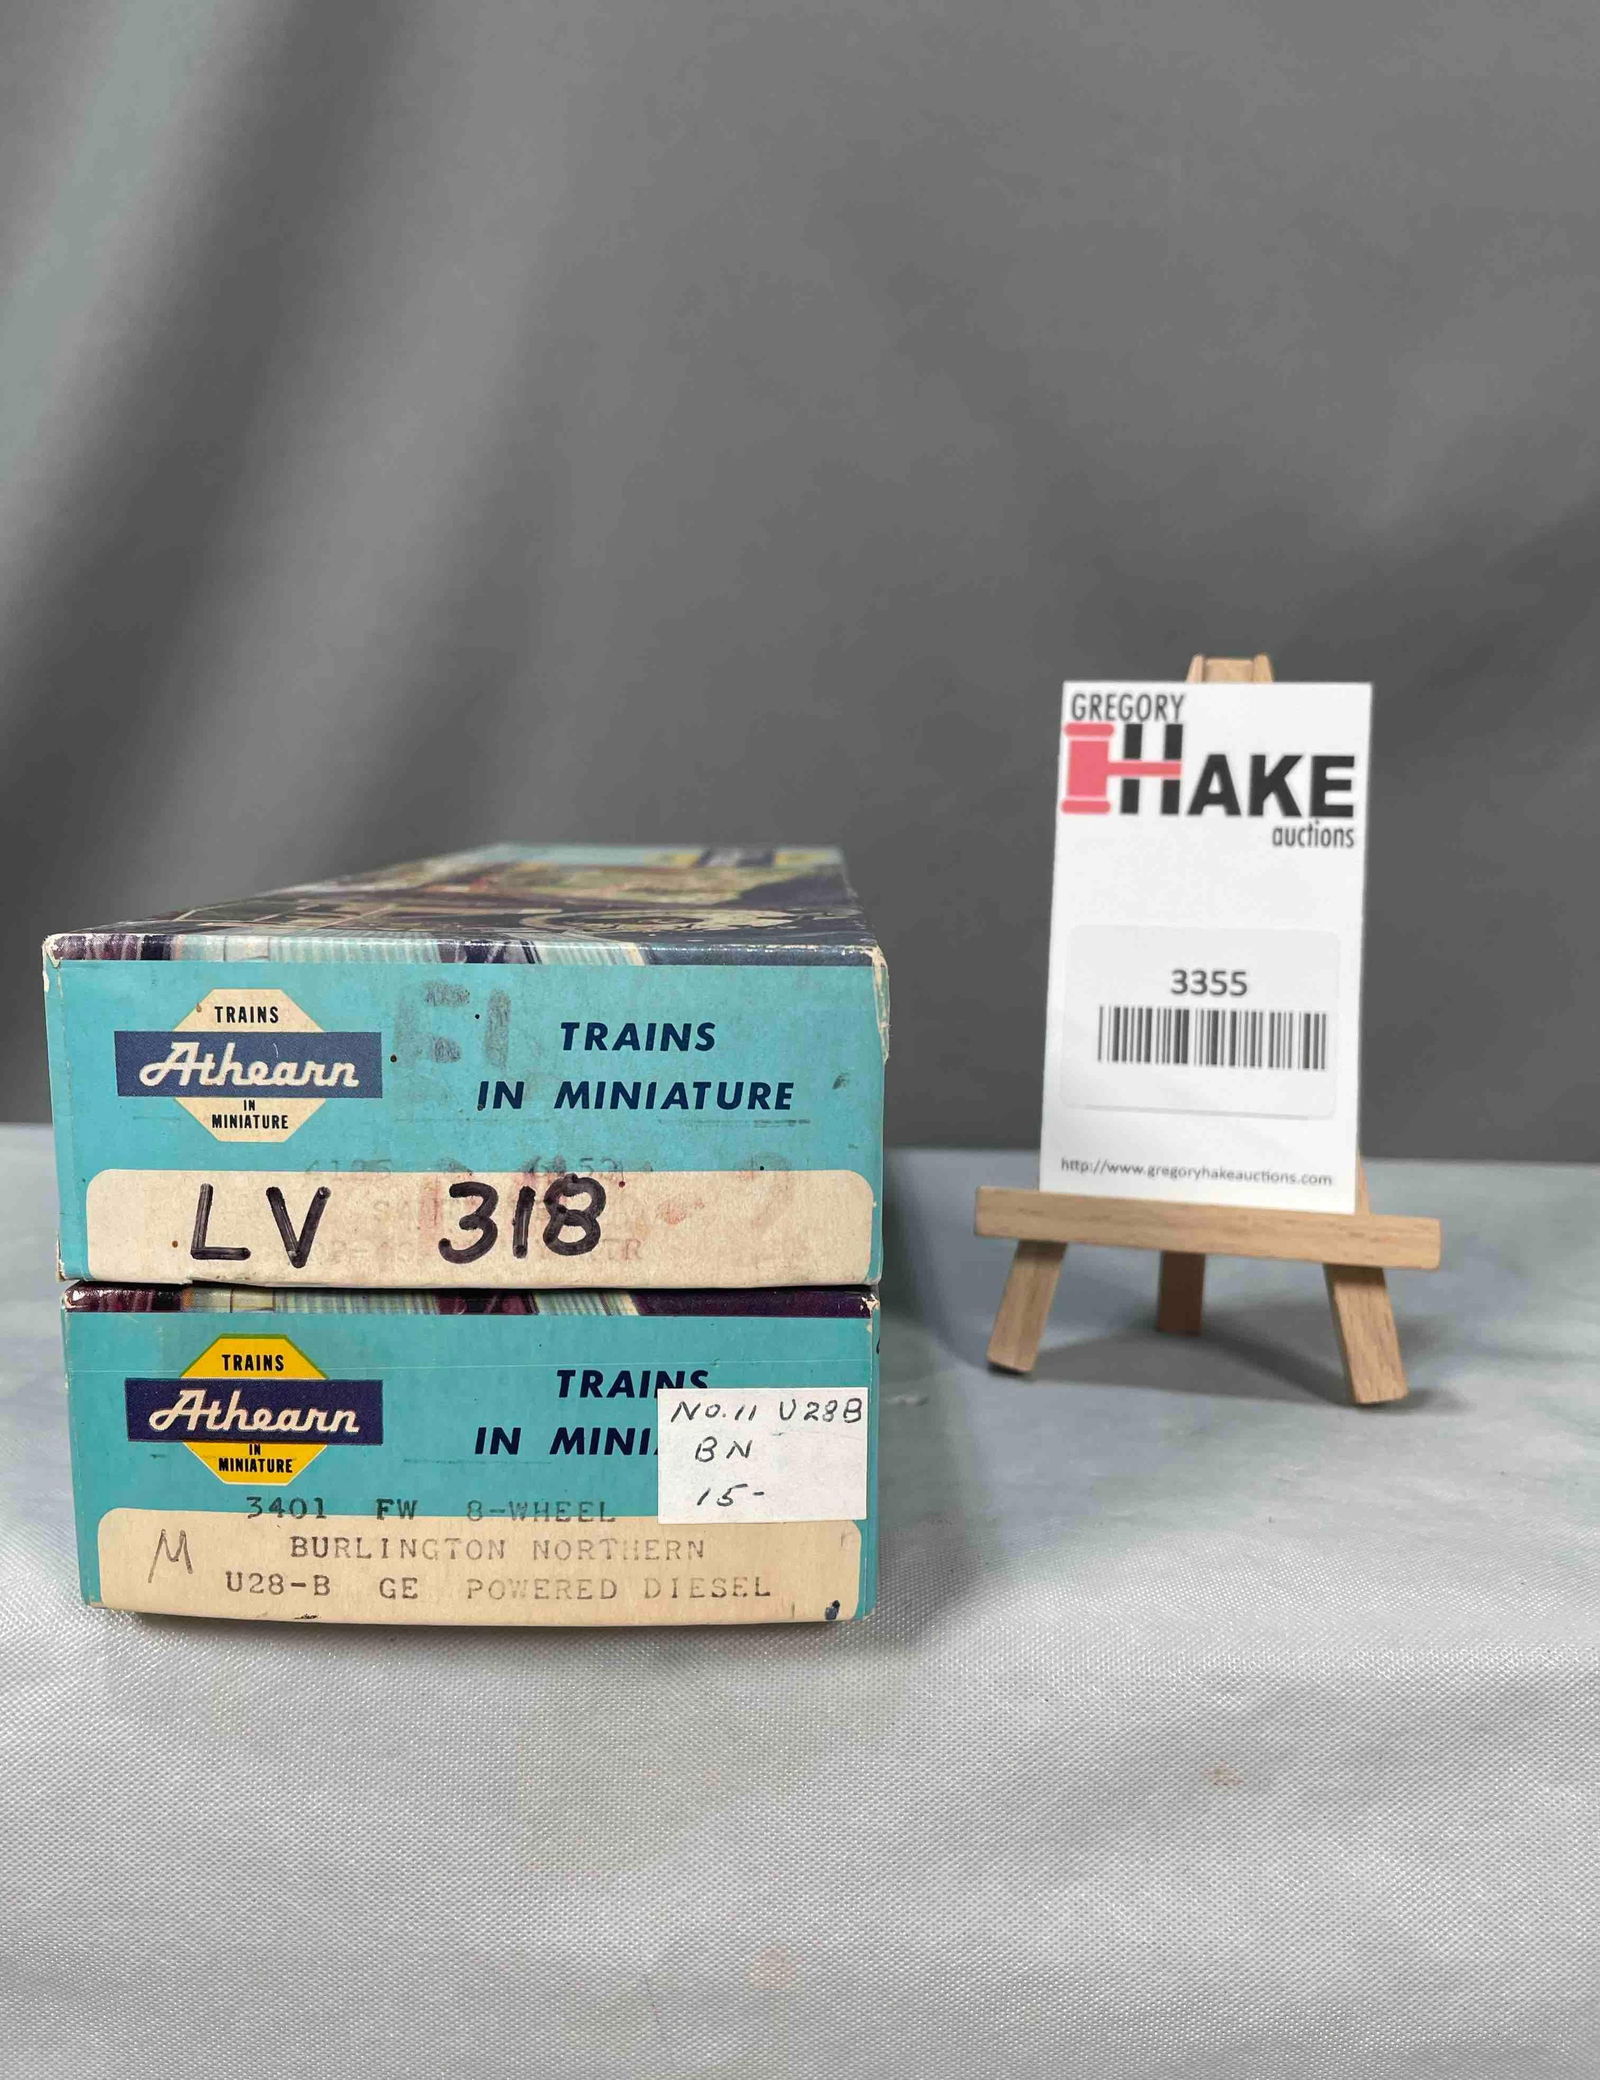 TRAINS
Athearn
IN
MINIATURE
TRAINS
IN MINIATURE
LV 318
TRAINS
Athearn
IN
MINIATURE
TRAINS
IN MINI
NO. 11 U28B
BN
15-
3401 FW 8-WHEEL
M
BURLINGTON NORTHERN
U28-B GE POWERED DIESEL
GREGORY
HAKE
auctions
3355
http://www.gregoryhakeauctions.com